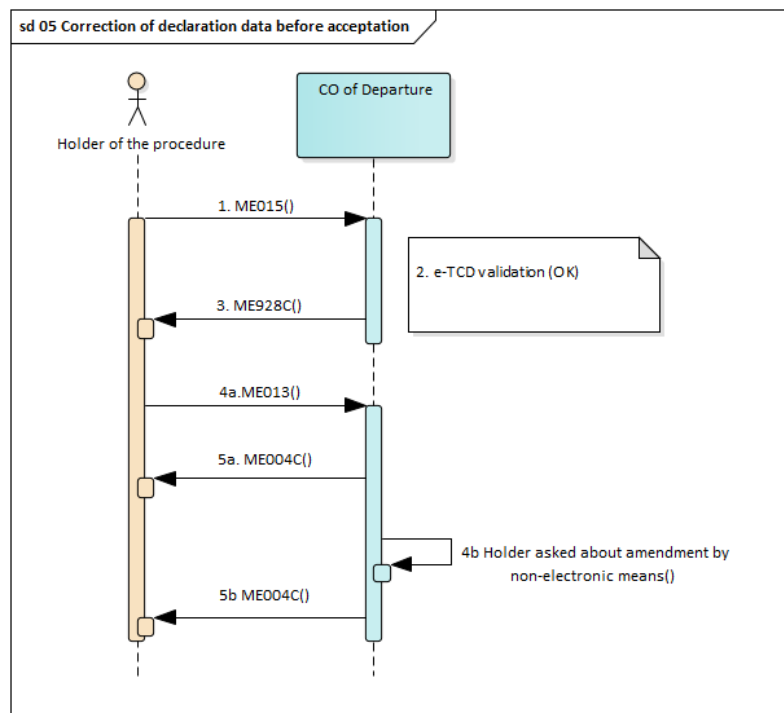 sd 05 Correction of declaration data before acceptation
CO of Departure
Holder of the procedure
1. ME015()
2. e-TCD validation (OK)
3. ME928C()
4a.ME013()
5a. ME004C()
4b Holder asked about amendment by
non-electronic means()
5b ME004C()